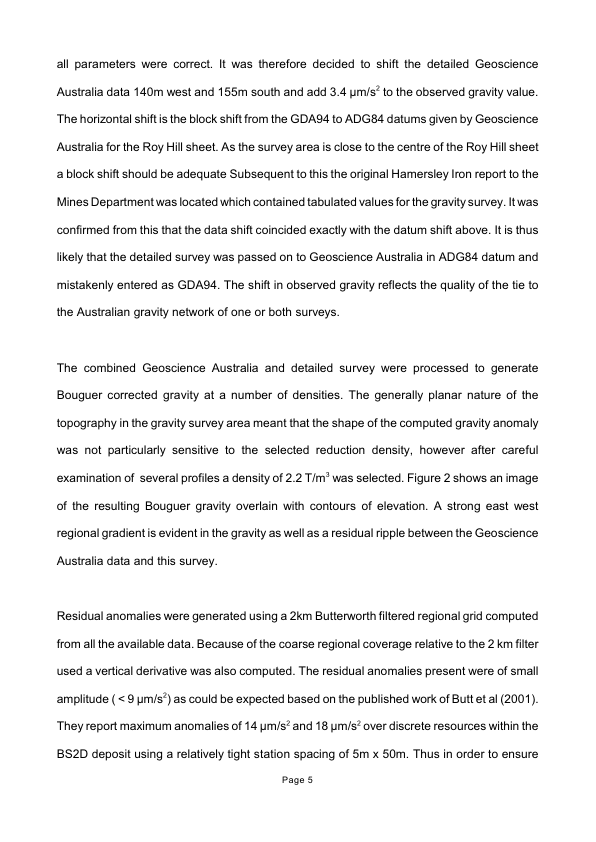 all parameters were correct. It was therefore decided to shift the detailed Geoscience
Australia data 140m west and 155m south and add 3.4 µm/s² to the observed gravity value.
The horizontal shift is the block shift from the GDA94 to ADG84 datums given by Geoscience
Australia for the Roy Hill sheet. As the survey area is close to the centre of the Roy Hill sheet
a block shift should be adequate Subsequent to this the original Hamersley Iron report to the
Mines Department was located which contained tabulated values for the gravity survey. It was
confirmed from this that the data shift coincided exactly with the datum shift above. It is thus
likely that the detailed survey was passed on to Geoscience Australia in ADG84 datum and
mistakenly entered as GDA94. The shift in observed gravity reflects the quality of the tie to
the Australian gravity network of one or both surveys.
The combined Geoscience Australia and detailed survey were processed to generate
Bouguer corrected gravity at a number of densities. The generally planar nature of the
topography in the gravity survey area meant that the shape of the computed gravity anomaly
was not particularly sensitive to the selected reduction density, however after careful
examination of several profiles a density of 2.2 T/m³ was selected. Figure 2 shows an image
of the resulting Bouguer gravity overlain with contours of elevation. A strong east west
regional gradient is evident in the gravity as well as a residual ripple between the Geoscience
Australia data and this survey.
Residual anomalies were generated using a 2km Butterworth filtered regional grid computed
from all the available data. Because of the coarse regional coverage relative to the 2 km filter
used a vertical derivative was also computed. The residual anomalies present were of small
amplitude ( < 9 µm/s²) as could be expected based on the published work of Butt et al (2001).
They report maximum anomalies of 14 µm/s² and 18 µm/s² over discrete resources within the
BS2D deposit using a relatively tight station spacing of 5m x 50m. Thus in order to ensure
Page 5